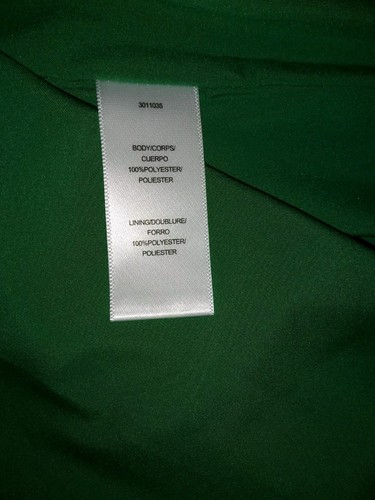 3011035
BODY/CORPS/
CUERPO
100%POLYESTER/
POLIESTER
LINING/DOUBLURE/
FORRO
100%POLYESTER/
POLIESTER